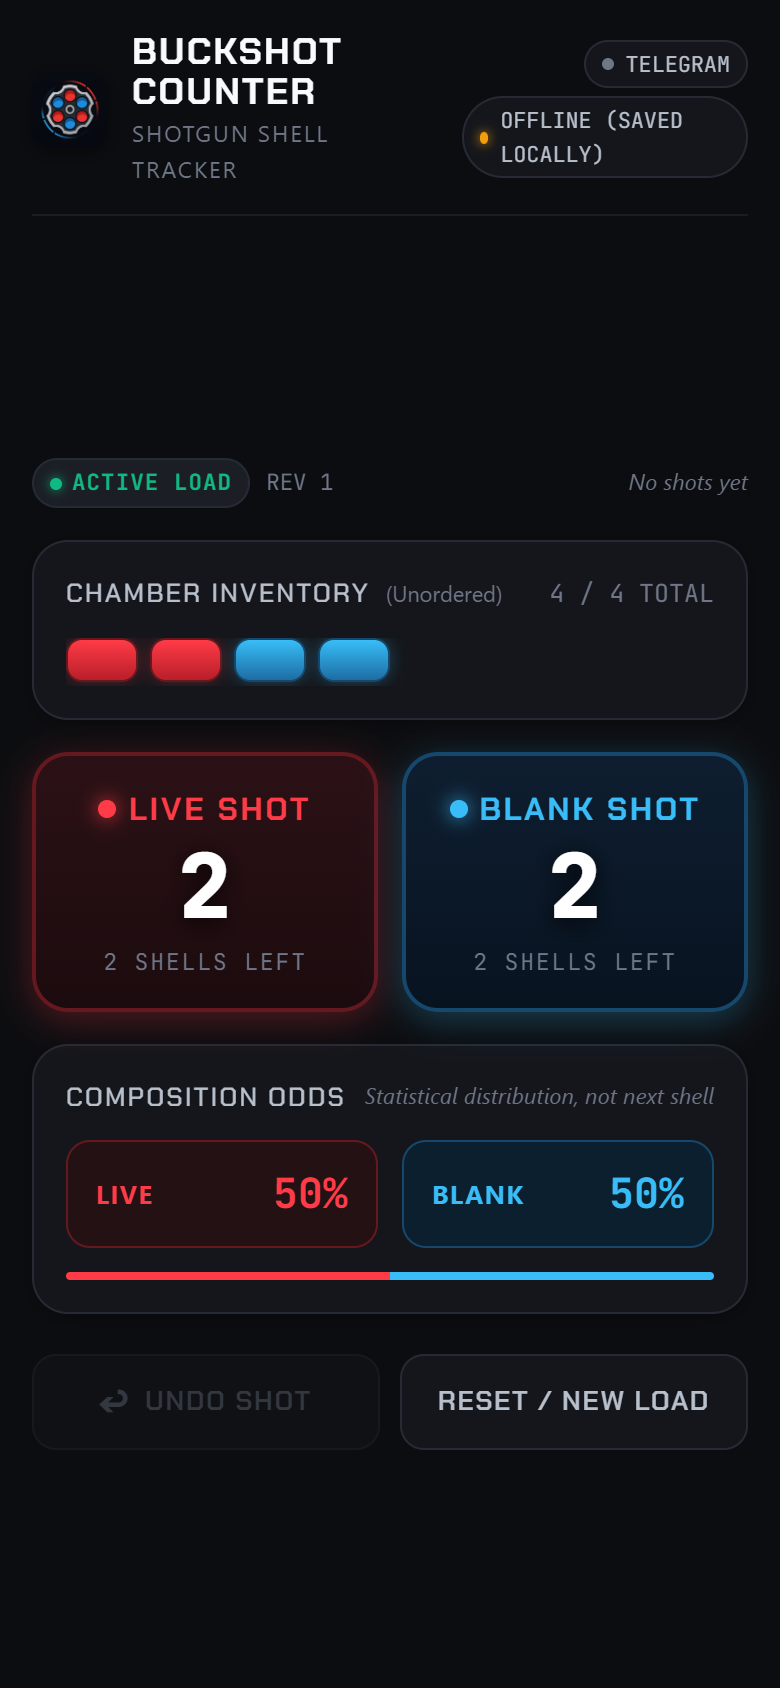 BUCKSHOT
COUNTER
SHOTGUN SHELL
TRACKER
TELEGRAM
OFFLINE (SAVED
LOCALLY)
ACTIVE LOAD REV 1 No shots yet
CHAMBER INVENTORY (Unordered) 4 / 4 TOTAL
LIVE SHOT
2
2 SHELLS LEFT
BLANK SHOT
2
2 SHELLS LEFT
COMPOSITION ODDS Statistical distribution, not next shell
LIVE 50%
BLANK 50%
UNDO SHOT
RESET / NEW LOAD